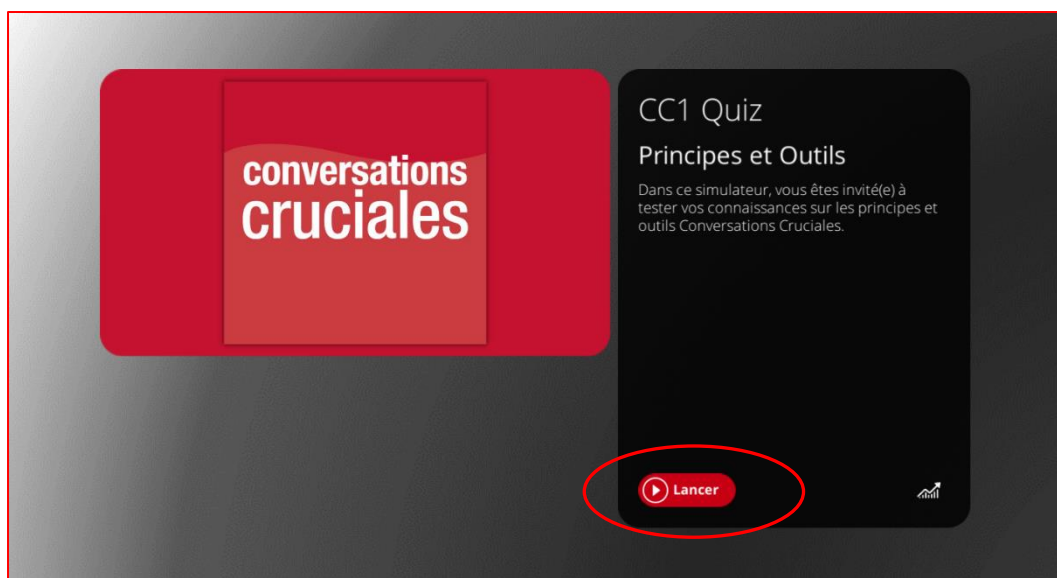 conversations
cruciales
CC1 Quiz
Principes et Outils
Dans ce simulateur, vous êtes invité(e) à
tester vos connaissances sur les principes et
outils Conversations Cruciales.
Lancer